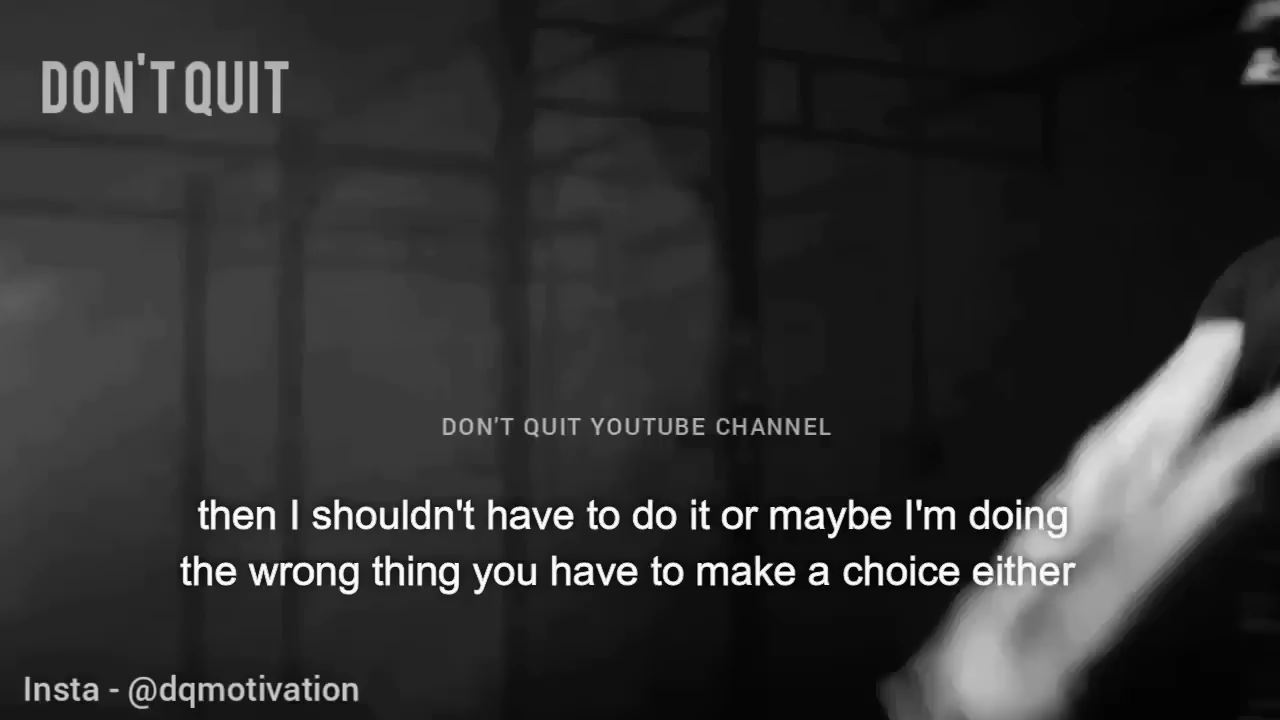 DON'T QUIT
DON'T QUIT YOUTUBE CHANNEL
then I shouldn't have to do it or maybe I'm doing
the wrong thing you have to make a choice either
Insta - @dqmotivation